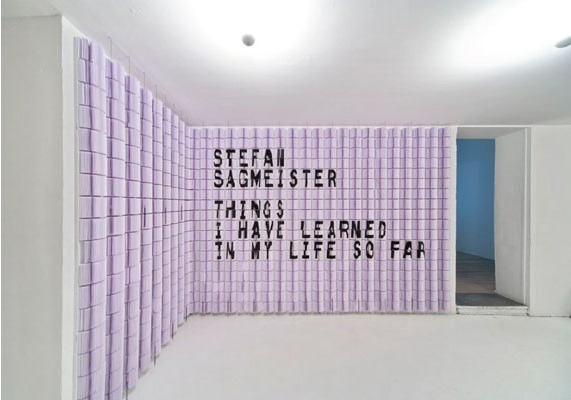 STEFAN
SAGMEISTER
THINGS
I HAVE LEARNED
IN MY LIFE SO FAR